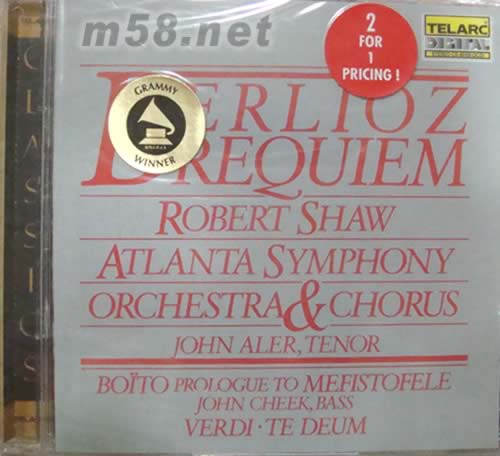 m58.net
2
FOR
1
PRICING!
TELARC
DIGITAL
GRAMMY
WINNER
BERLIOZ
REQUIEM
ROBERT SHAW
ATLANTA SYMPHONY
ORCHESTRA & CHORUS
JOHN ALER, TENOR
BOÏTO PROLOGUE TO MEFISTOFELE
JOHN CHEEK, BASS
VERDI · TE DEUM
CLASSICS